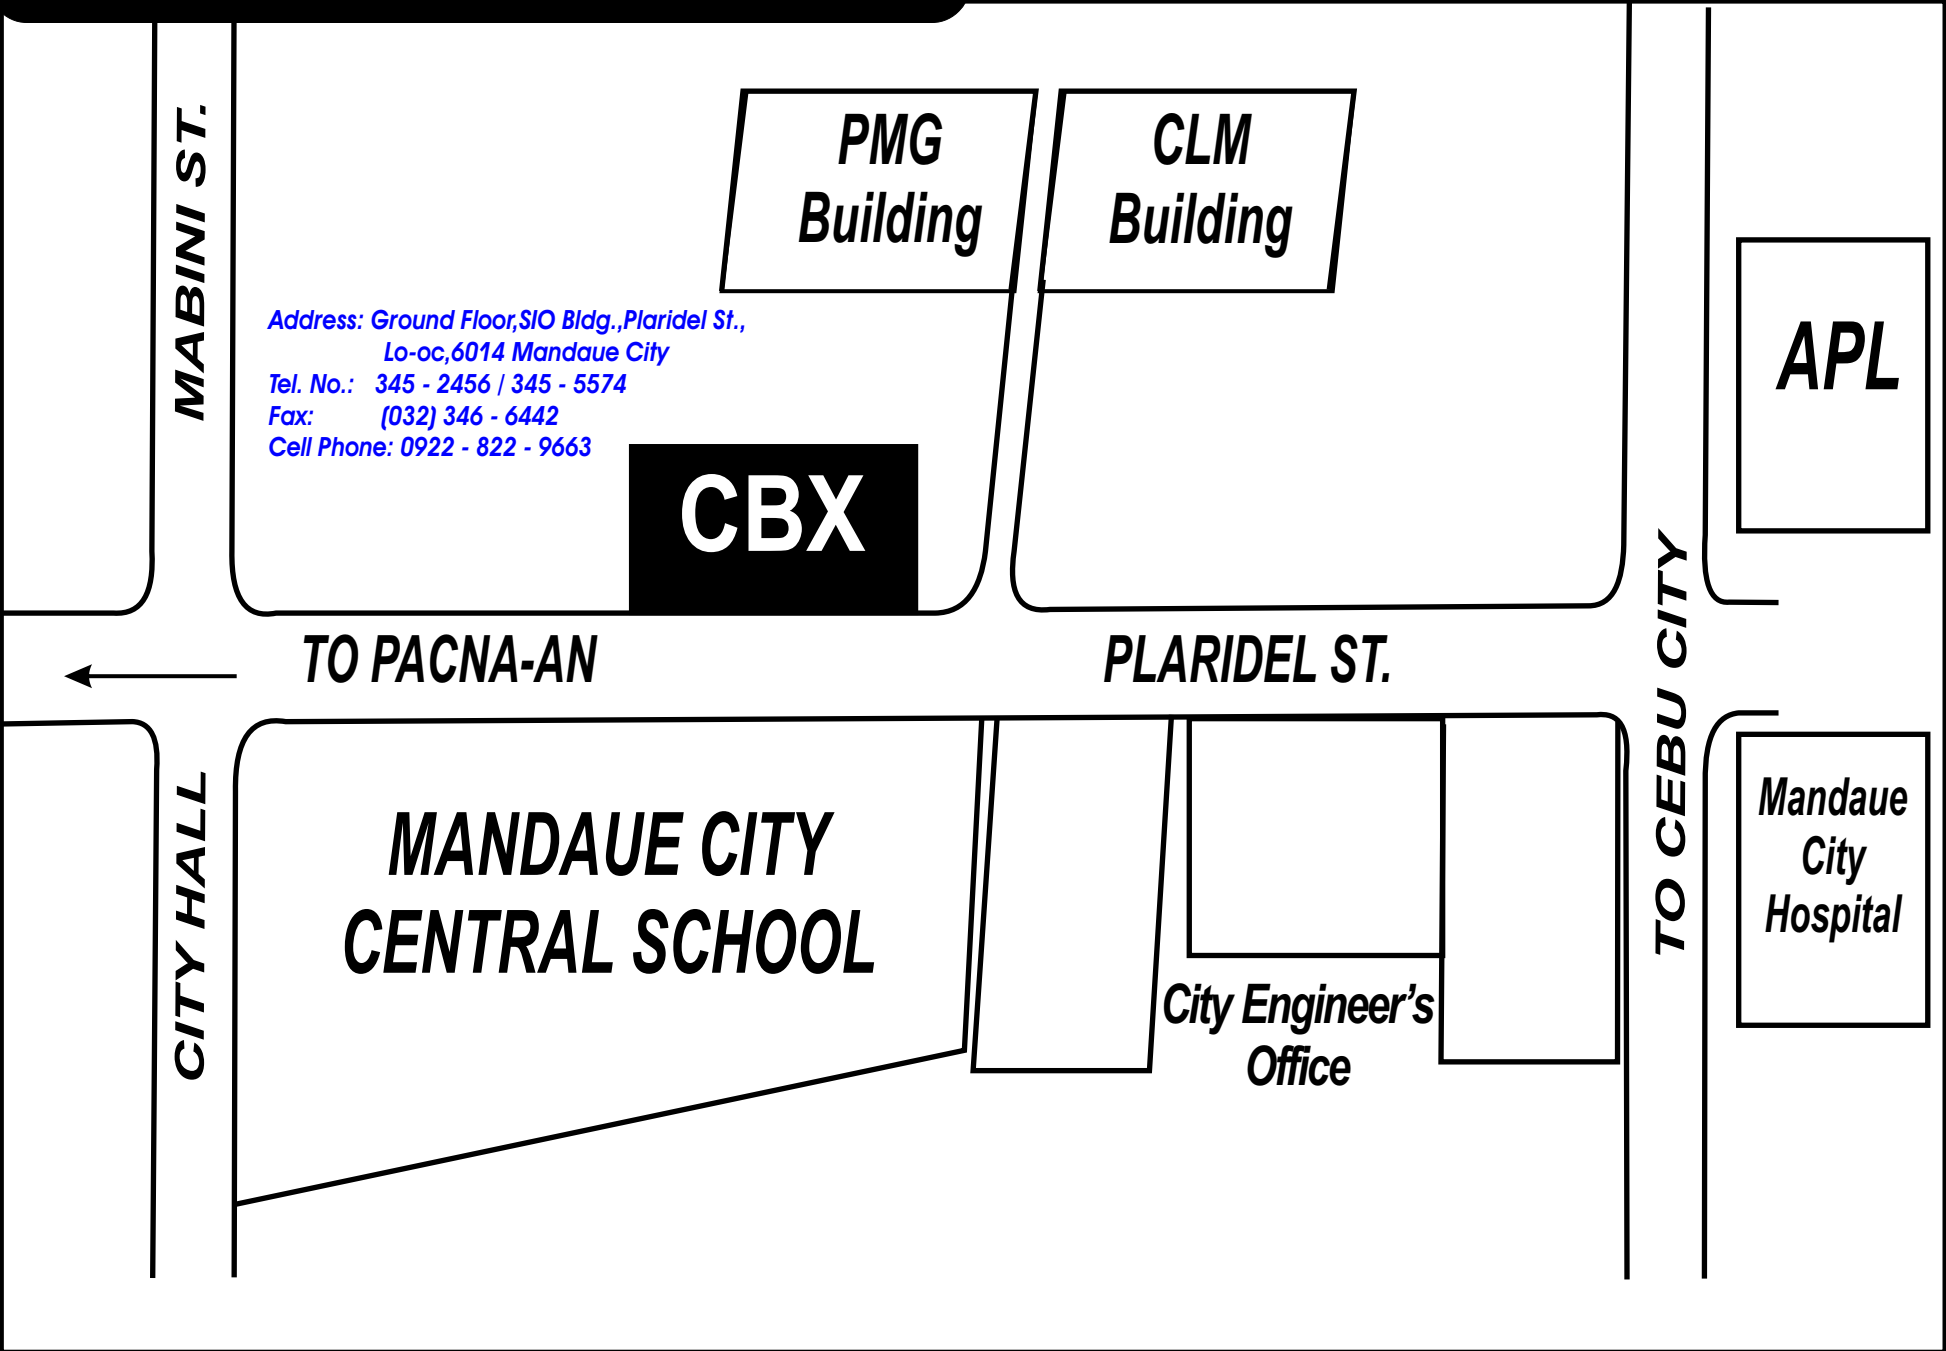 PMG
Building
CLM
Building
MABINI ST.
Address: Ground Floor,SIO Bldg.,Plaridel St.,
Lo-oc,6014 Mandaue City
Tel. No.: 345 - 2456 / 345 - 5574
Fax: (032) 346 - 6442
Cell Phone: 0922 - 822 - 9663
APL
CBX
TO PACNA-AN
PLARIDEL ST.
TO CEBU CITY
CITY HALL
MANDAUE CITY
CENTRAL SCHOOL
Mandaue
City
Hospital
City Engineer’s
Office